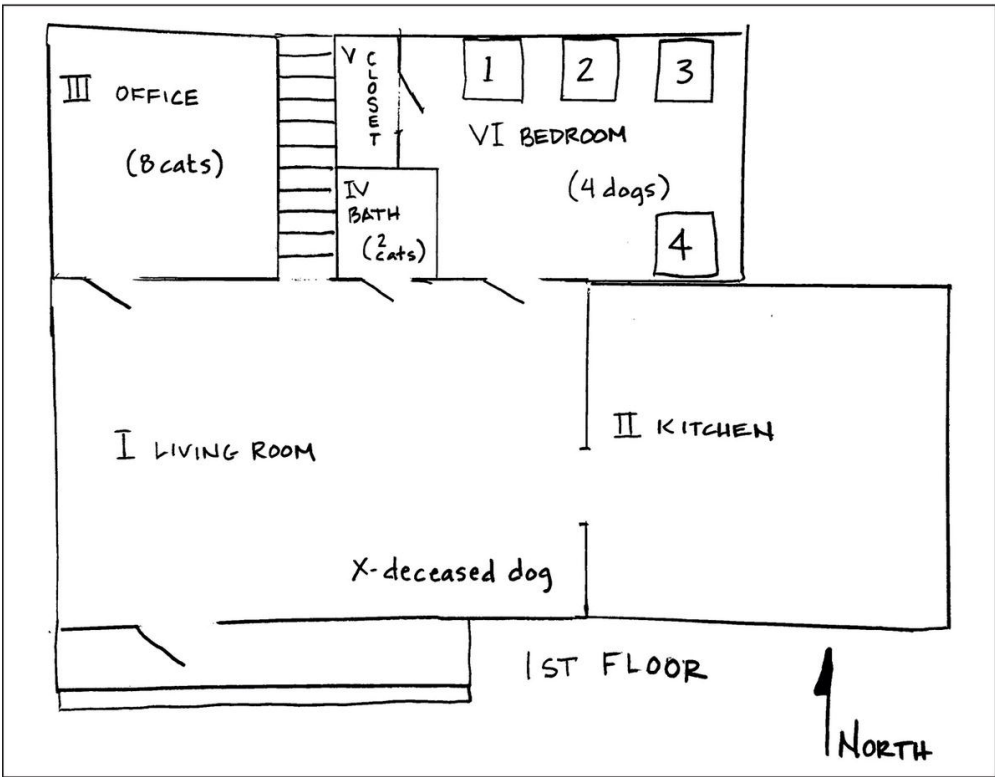 III OFFICE
(8 cats)
V CLOSET
1
2
3
VI BEDROOM
(4 dogs)
4
IV
BATH
(2
cats)
I LIVING ROOM
II KITCHEN
X-deceased dog
1ST FLOOR
NORTH